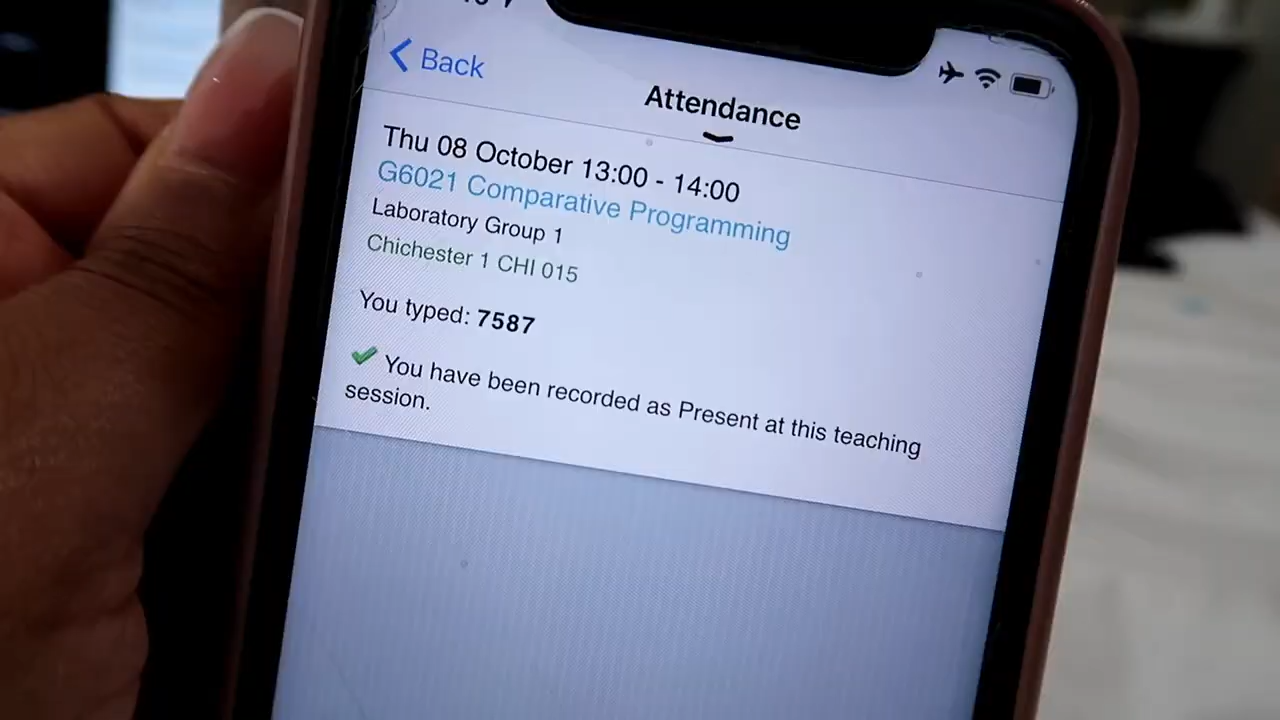 Back
Attendance
Thu 08 October 13:00 - 14:00
G6021 Comparative Programming
Laboratory Group 1
Chichester 1 CHI 015
You typed: 7587
You have been recorded as Present at this teaching
session.